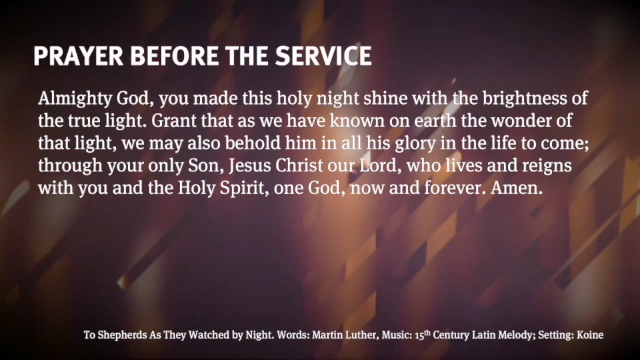 PRAYER BEFORE THE SERVICE
Almighty God, you made this holy night shine with the brightness of
the true light. Grant that as we have known on earth the wonder of
that light, we may also behold him in all his glory in the life to come;
through your only Son, Jesus Christ our Lord, who lives and reigns
with you and the Holy Spirit, one God, now and forever. Amen.
To Shepherds As They Watched by Night. Words: Martin Luther, Music: 15th Century Latin Melody; Setting: Koine